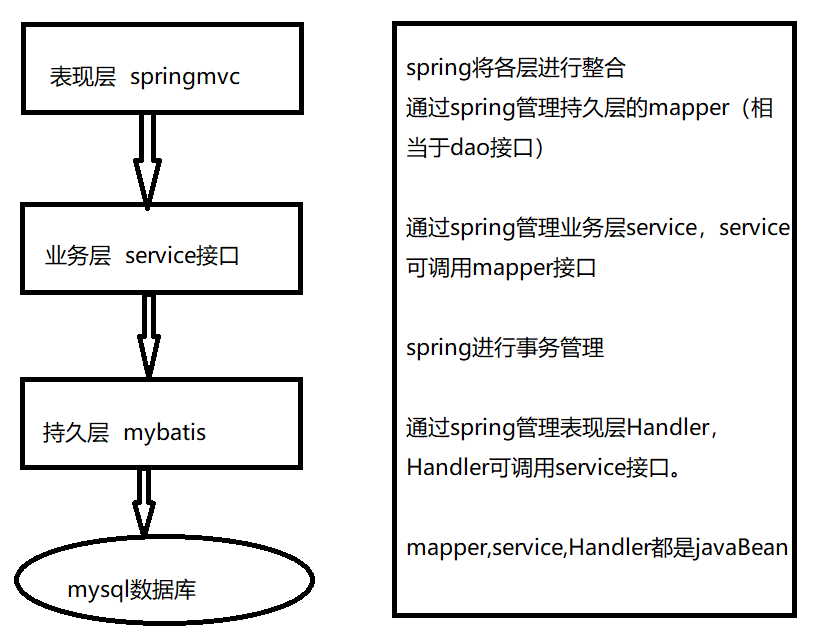 表现层 springmvc
业务层 service接口
持久层 mybatis
mysql数据库
spring将各层进行整合
通过spring管理持久层的mapper（相
当于dao接口）
通过spring管理业务层service，service
可调用mapper接口
spring进行事务管理
通过spring管理表现层Handler，
Handler可调用service接口。
mapper,service,Handler都是javaBean